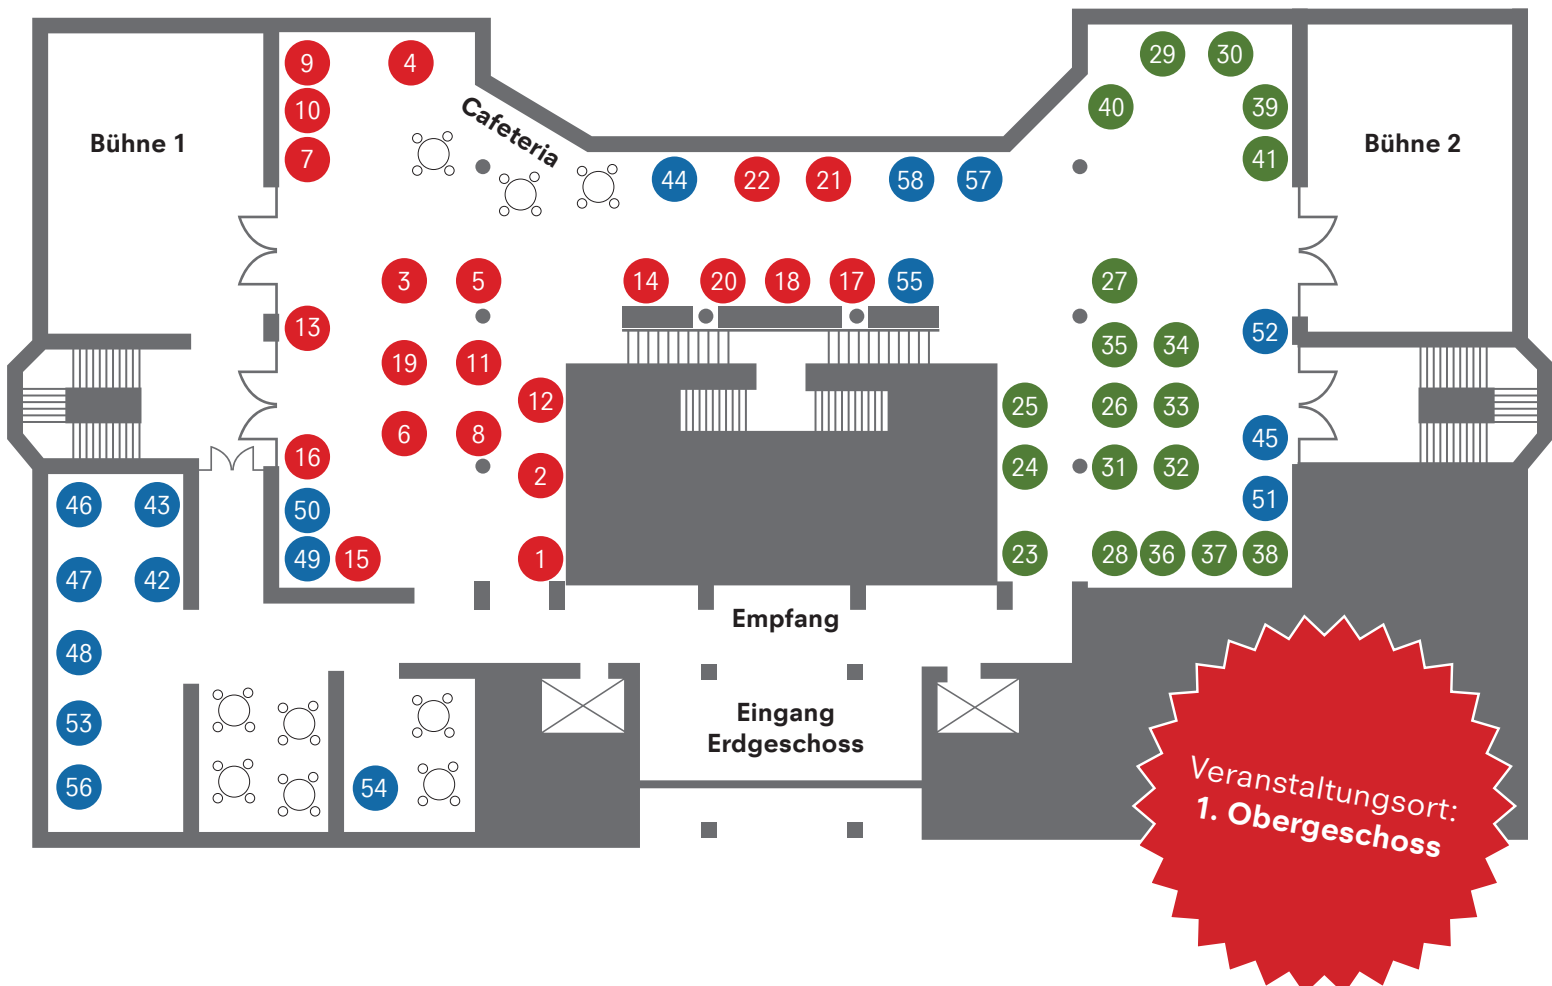 29 30
9 4
10 40 39
Bühne 1 Cafeteria Bühne 2
7 41
44 22 21 58 57
3 5 14 20 18 17 55 27
13 52
35 34
19 11
12 25 26 33
6 8 45
16 24 31 32
2
51
46 43 50
49 15 1 23 28 36 37 38
47 42
Empfang
48
Eingang
53
Erdgeschoss
56 54
Veranstaltungsort:
1. Obergeschoss